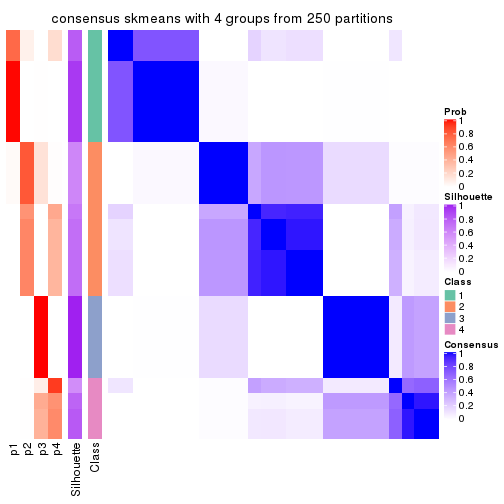 consensus skmeans with 4 groups from 250 partitions
Prob
1
0.8
0.6
0.4
0.2
0
Silhouette
1
0.8
0.6
0.4
0.2
0
Class
1
2
3
4
Consensus
1
0.8
0.6
0.4
0.2
0
p1
p2
p3
p4
Silhouette
Class